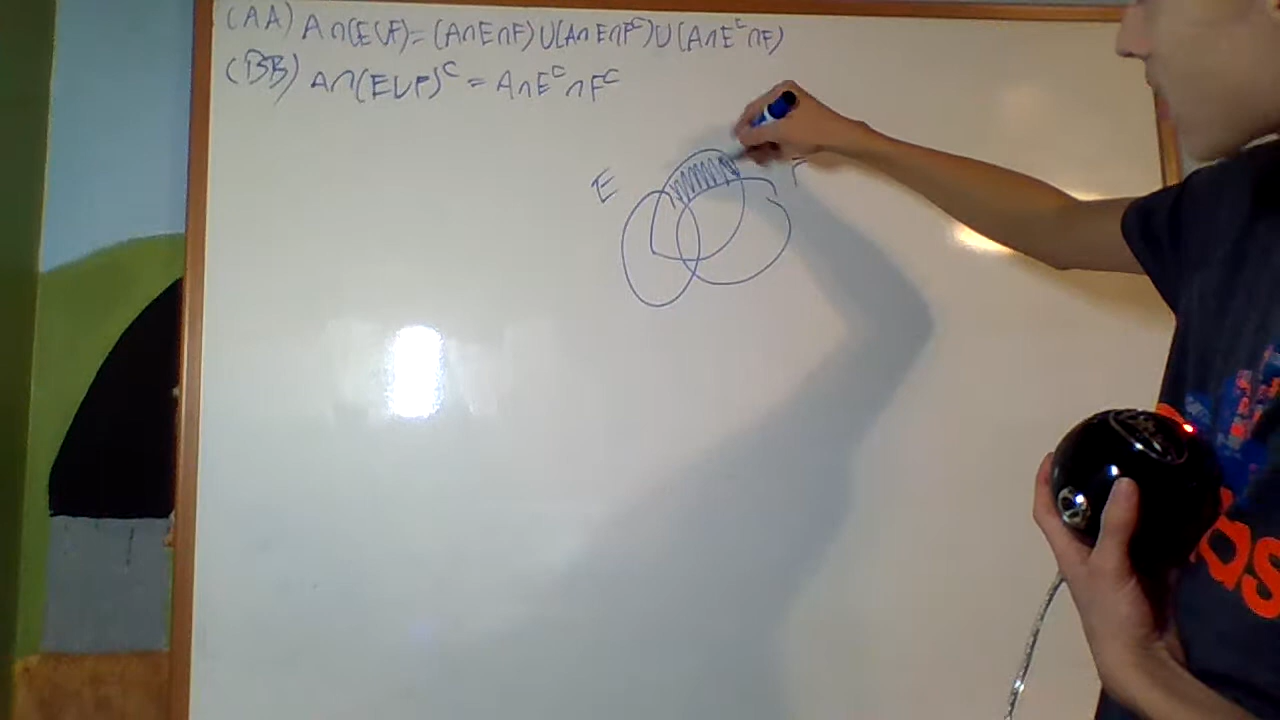 (AA) A∩(E∪F)= (A∩E∩F) ∪(A∩E∩F^C)∪(A∩E^C∩F)
(BB) A∩(E∪F)^C = A∩E^C∩F^C
E
F